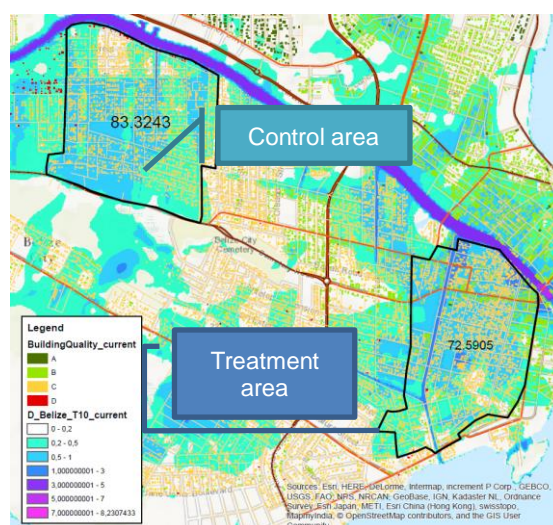 83.3243
Control area
Belize City
Cemetery
72.5905
Treatment
area
Legend
BuildingQuality_current
A
B
C
D
D_Belize_T10_current
0 - 0,2
0,2 - 0,5
0,5 - 1
1,000000001 - 3
3,000000001 - 5
5,000000001 - 7
7,000000001 - 8,2307433
Sources: Esri, HERE, DeLorme, Intermap, increment P Corp., GEBCO,
USGS, FAO, NPS, NRCAN, GeoBase, IGN, Kadaster NL, Ordnance
Survey, Esri Japan, METI, Esri China (Hong Kong), swisstopo,
MapmyIndia, © OpenStreetMap contributors, and the GIS User
Community